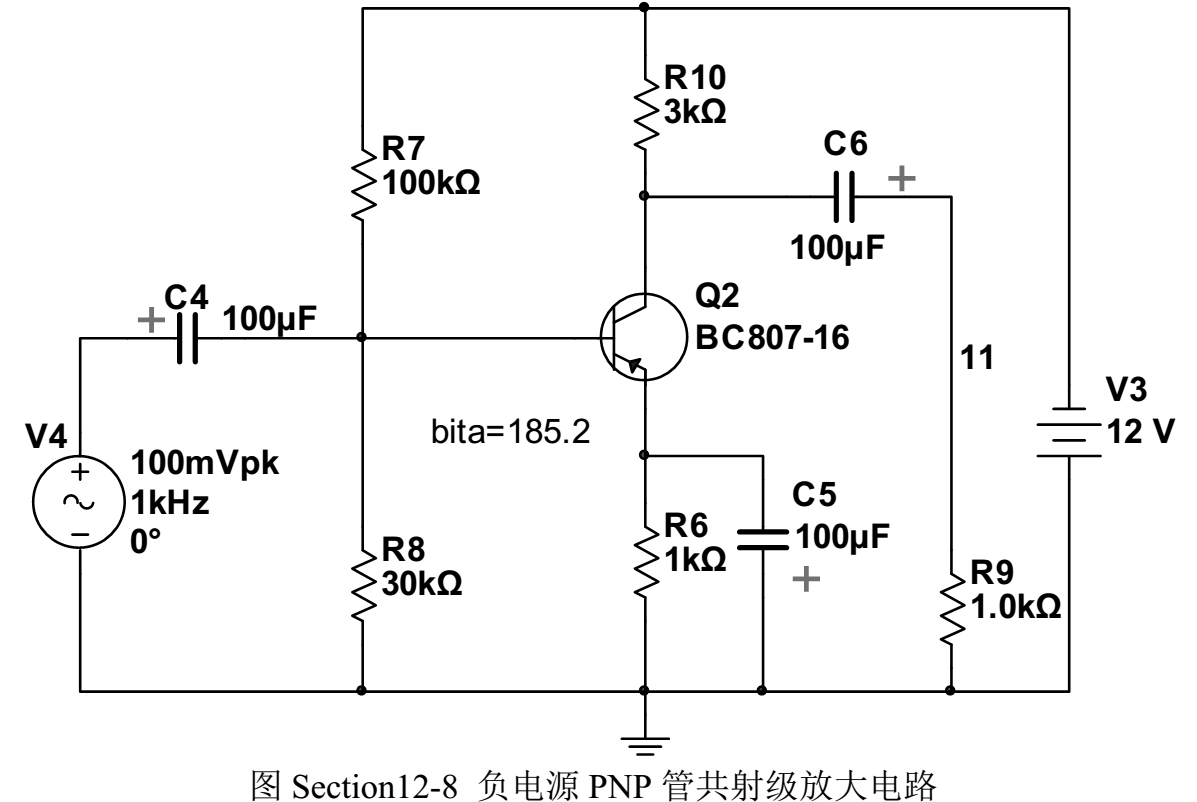 R10
3kΩ
R7
100kΩ
C6
100μF
C4
100μF
Q2
BC807-16
11
V3
12 V
bita=185.2
V4
100mVpk
1kHz
0°
C5
100μF
R6
1kΩ
R8
30kΩ
R9
1.0kΩ
图 Section12-8 负电源 PNP 管共射级放大电路